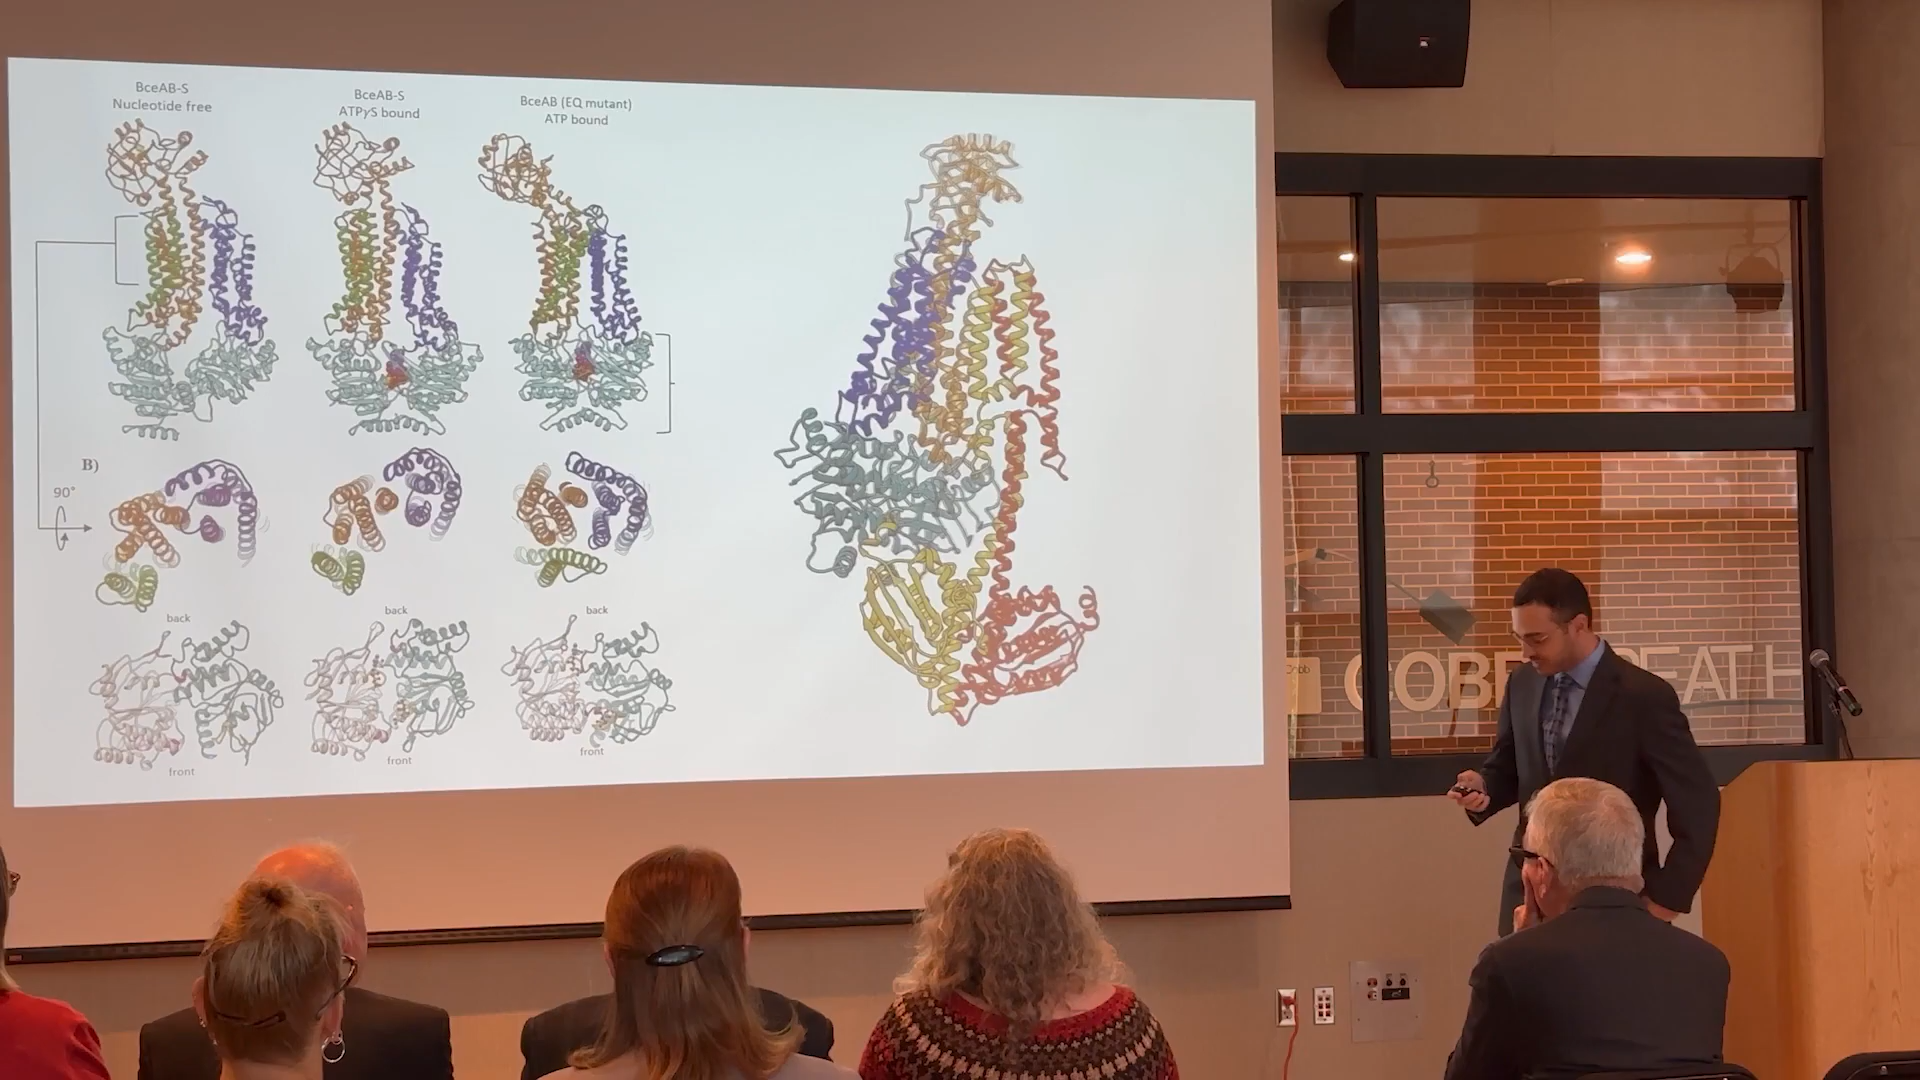 BceAB-S
Nucleotide free
BceAB-S
ATPγS bound
BceAB (EQ mutant)
ATP bound
B)
90°
back
back
back
front
front
front